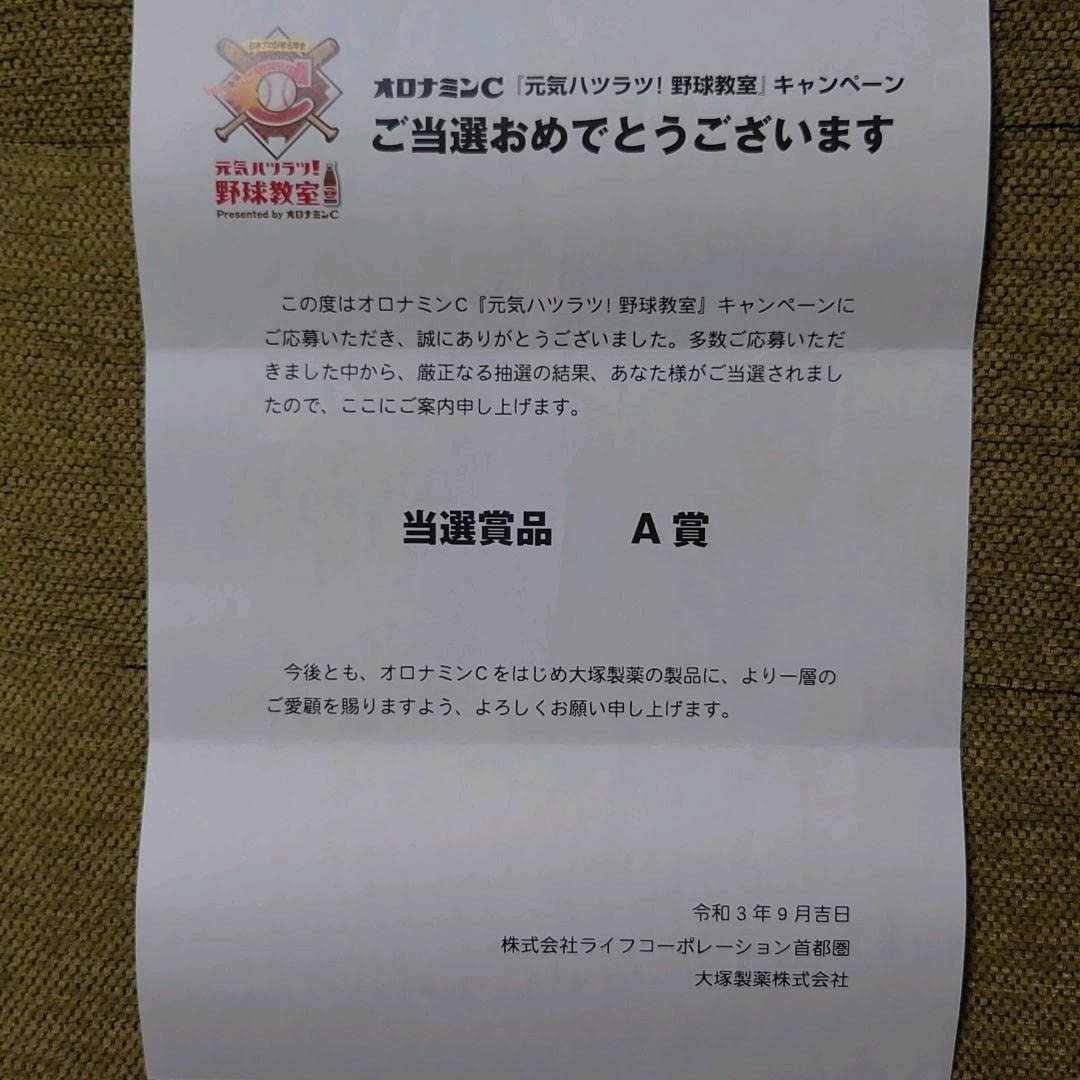 日本プロ野球名球会
C
元気ハツラツ!
野球教室
Presented by オロナミンC
オロナミンC『元気ハツラツ! 野球教室』キャンペーン
ご当選おめでとうございます
この度はオロナミンC『元気ハツラツ! 野球教室』キャンペーンに
ご応募いただき、誠にありがとうございました。多数ご応募いただ
きました中から、厳正なる抽選の結果、あなた様がご当選されまし
たので、ここにご案内申し上げます。
当選賞品 A賞
今後とも、オロナミンCをはじめ大塚製薬の製品に、より一層の
ご愛顧を賜りますよう、よろしくお願い申し上げます。
令和3年9月吉日
株式会社ライフコーポレーション首都圏
大塚製薬株式会社